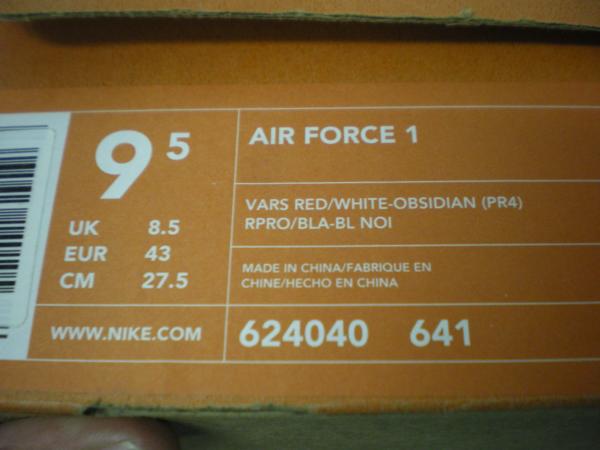 9 5
AIR FORCE 1
UK 8.5
EUR 43
CM 27.5
VARS RED/WHITE-OBSIDIAN (PR4)
RPRO/BLA-BL NOI
MADE IN CHINA/FABRIQUE EN
CHINE/HECHO EN CHINA
WWW.NIKE.COM
624040 641